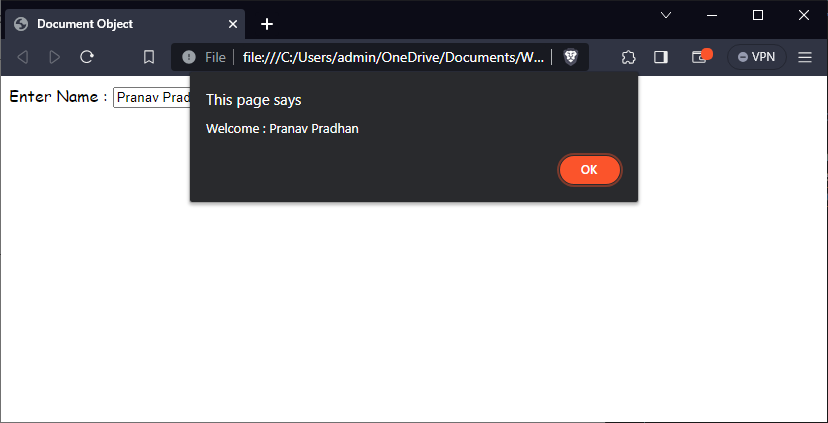 Document Object
File file:///C:/Users/admin/OneDrive/Documents/W... VPN
Enter Name : Pranav Prad
This page says
Welcome : Pranav Pradhan
OK